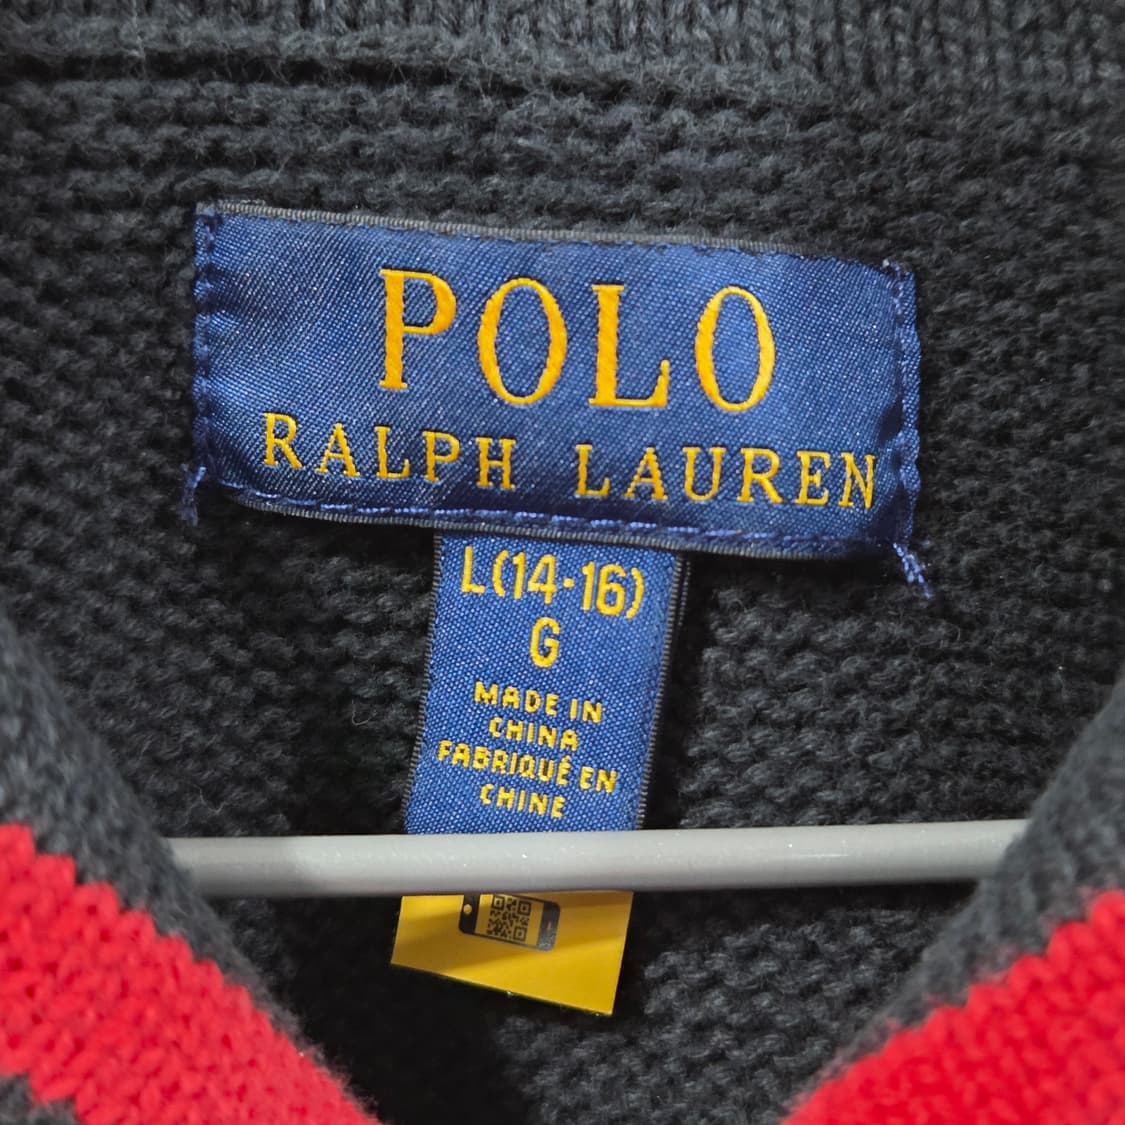 POLO
RALPH LAUREN
L(14-16)
G
MADE IN
CHINA
FABRIQUÉ EN
CHINE